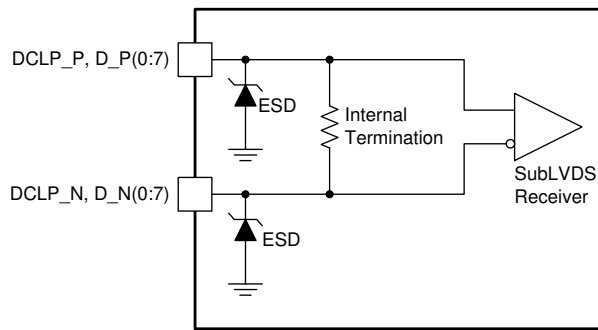 DCLP_P, D_P(0:7)
ESD
Internal
Termination
SubLVDS
Receiver
DCLP_N, D_N(0:7)
ESD